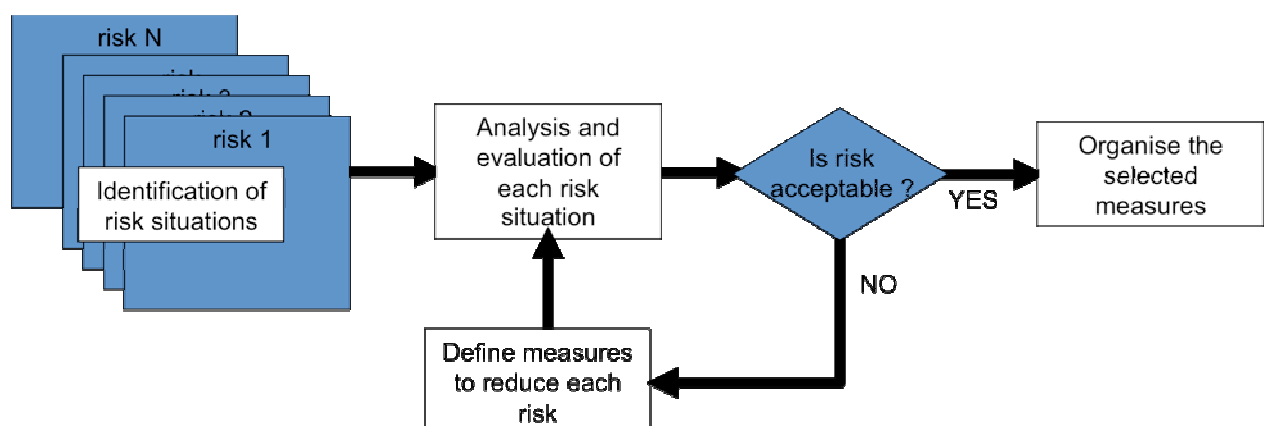 risk N
risk 1
Identification of
risk situations
Analysis and
evaluation of
each risk
situation
Is risk
acceptable ?
YES
Organise the
selected
measures
NO
Define measures
to reduce each
risk